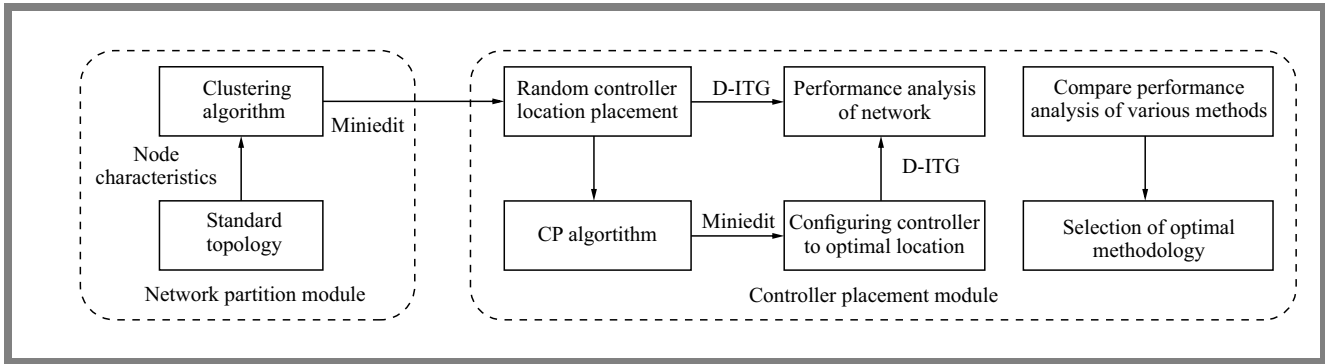 Clustering
algorithm
Miniedit
Node
characteristics
Standard
topology
Network partition module
Random controller
location placement
D-ITG
Performance analysis
of network
D-ITG
CP algortithm
Miniedit
Configuring controller
to optimal location
Compare performance
analysis of various methods
Selection of optimal
methodology
Controller placement module